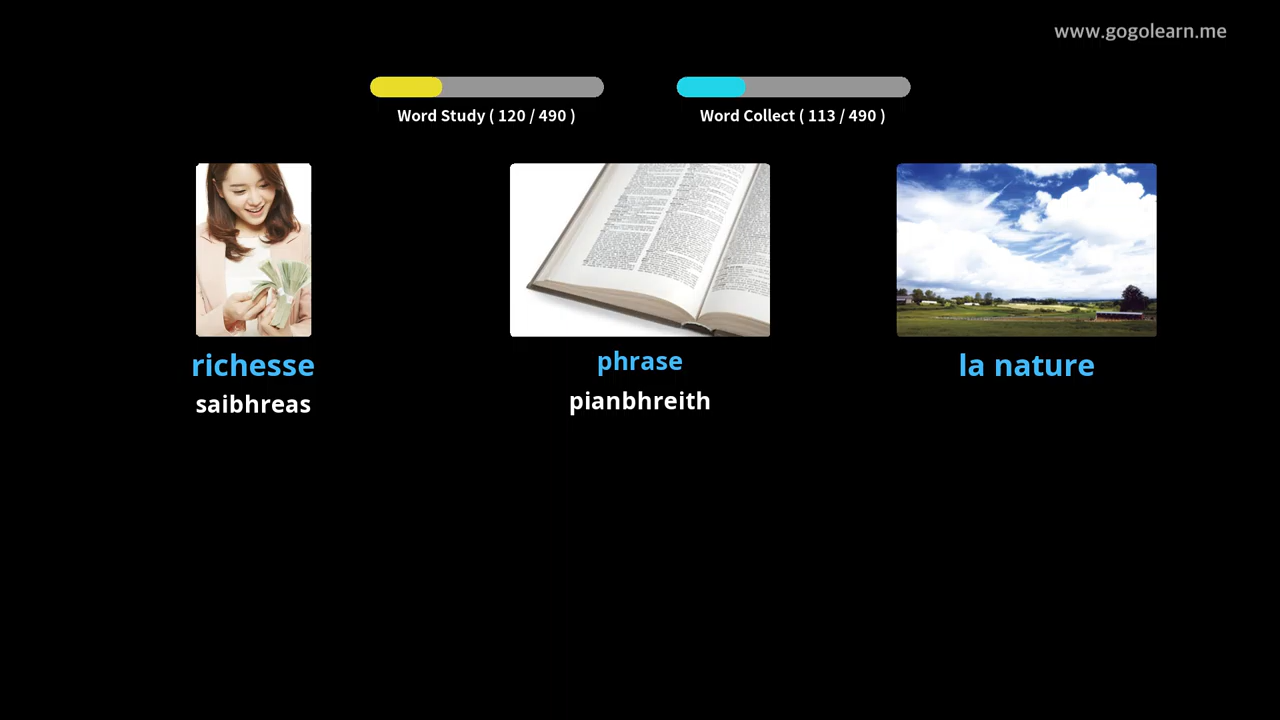 www.gogolearn.me
Word Study ( 120 / 490 )
Word Collect ( 113 / 490 )
richesse
saibhreas
phrase
pianbhreith
la nature